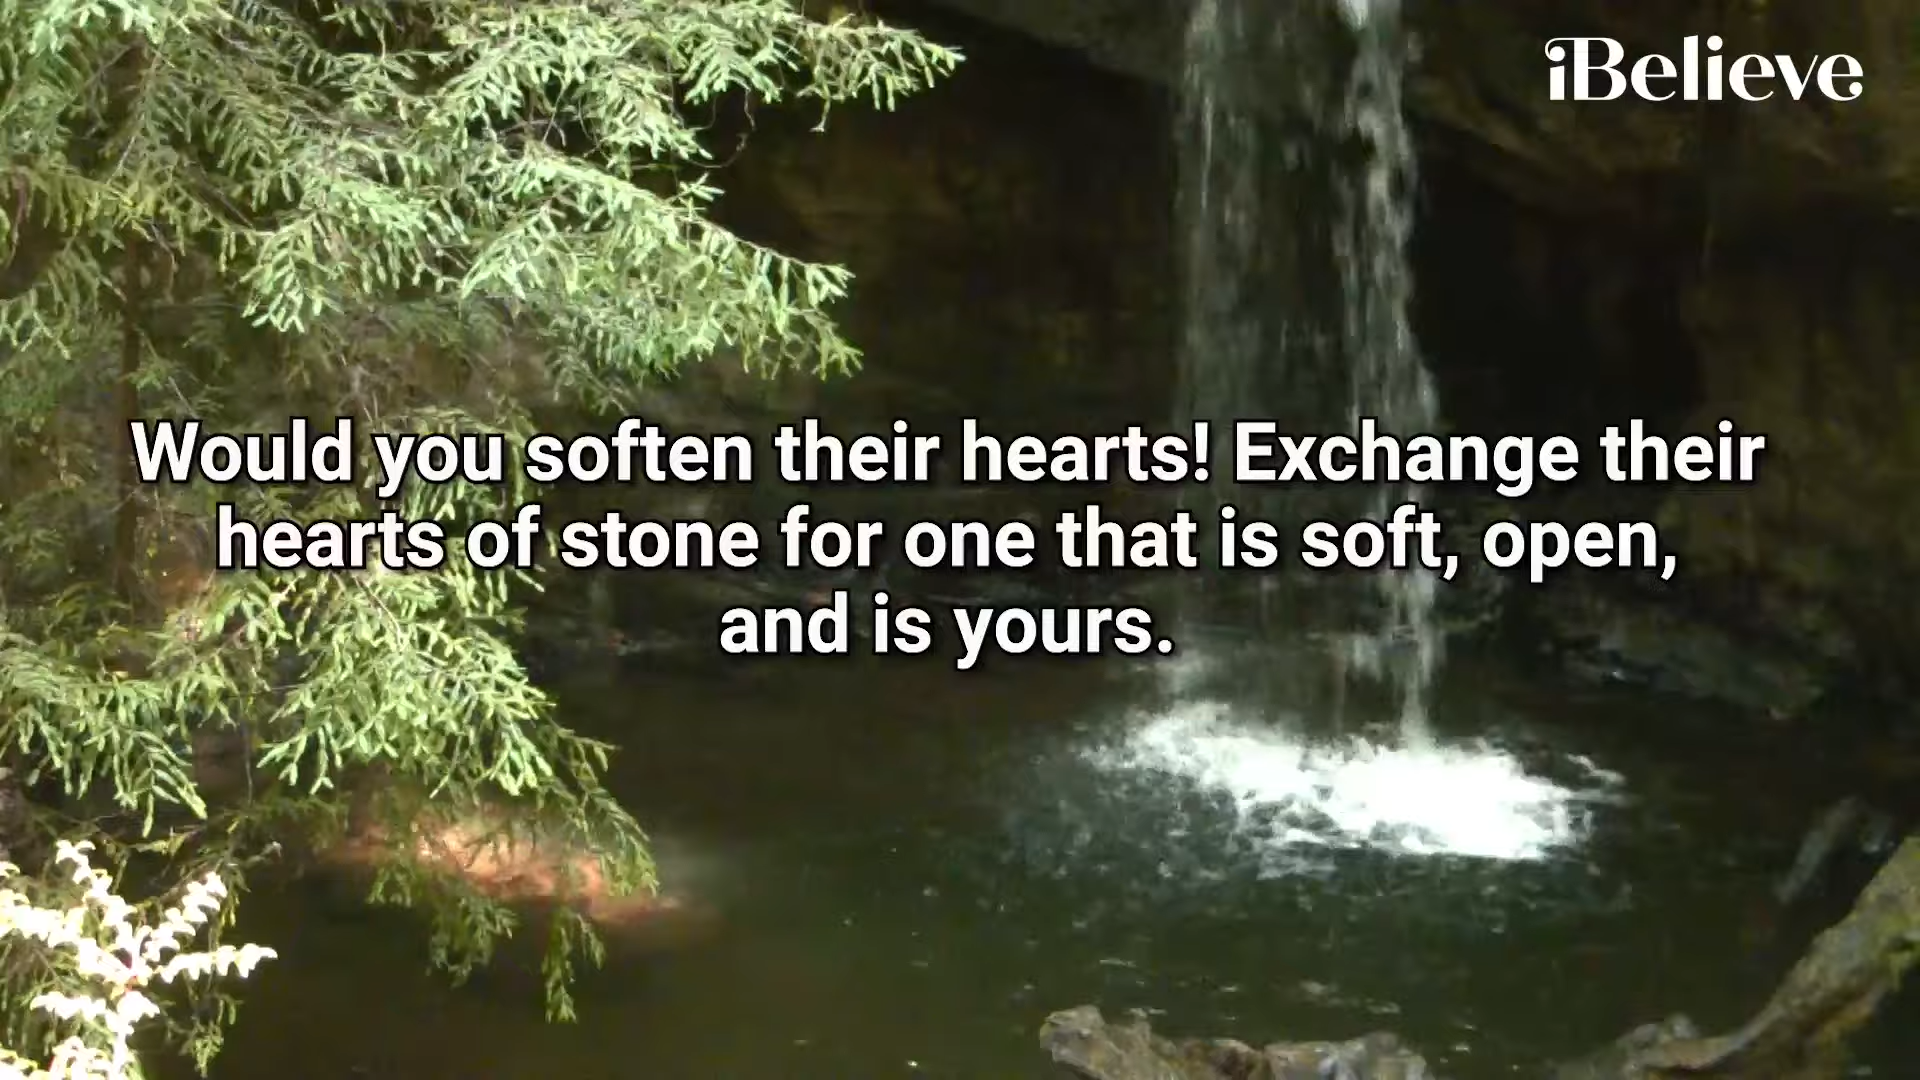 iBelieve
Would you soften their hearts! Exchange their
hearts of stone for one that is soft, open,
and is yours.